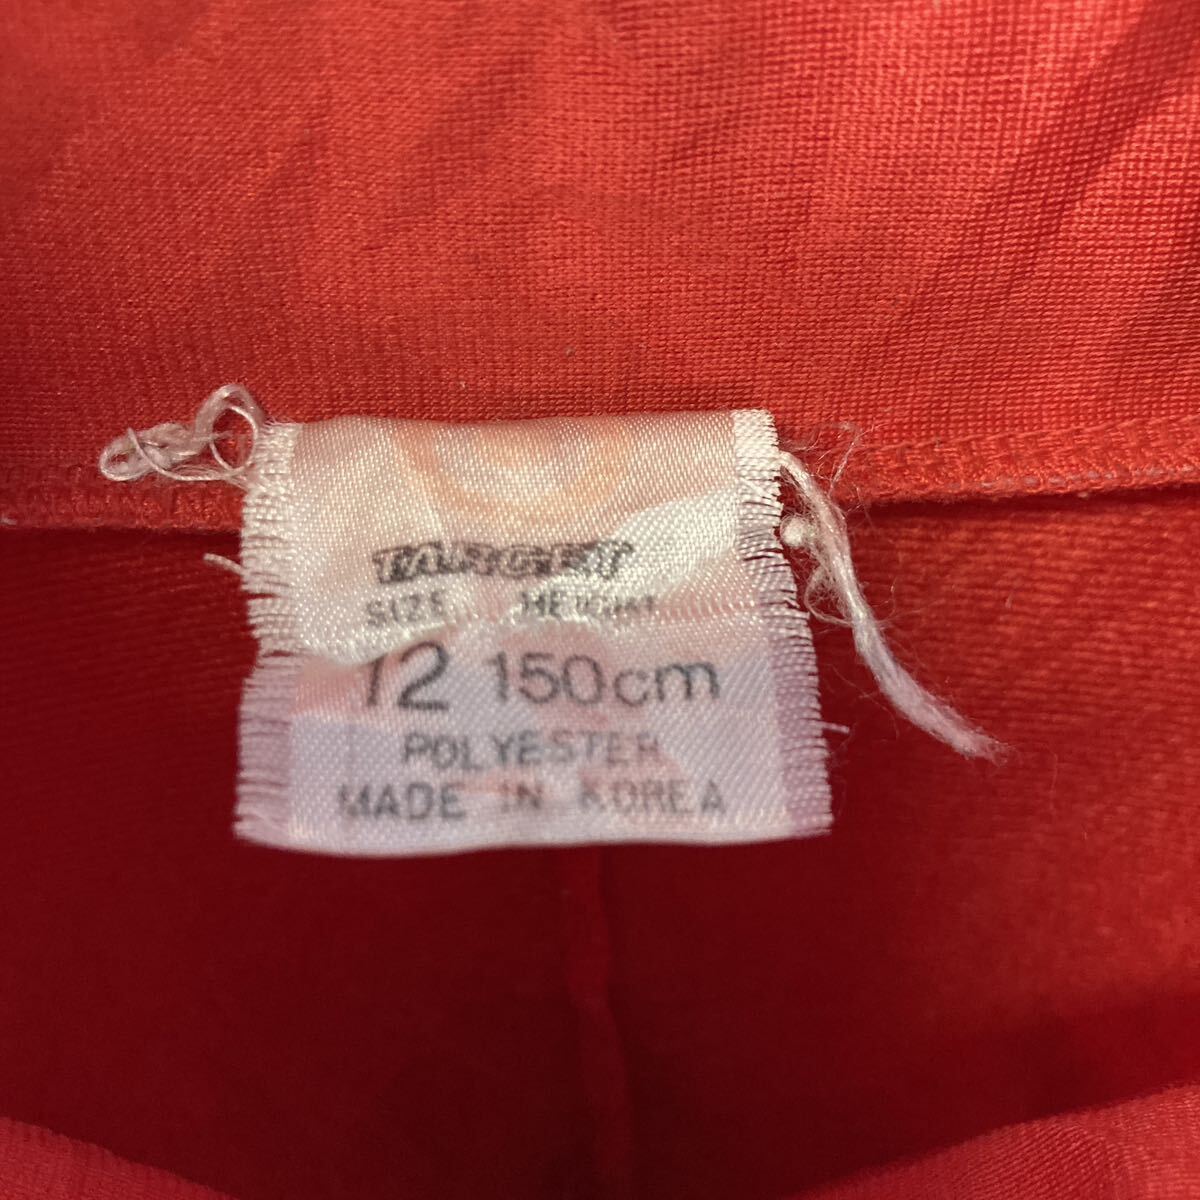 TARGET
SIZE HEIGHT
12 150cm
POLYESTER
MADE IN KOREA